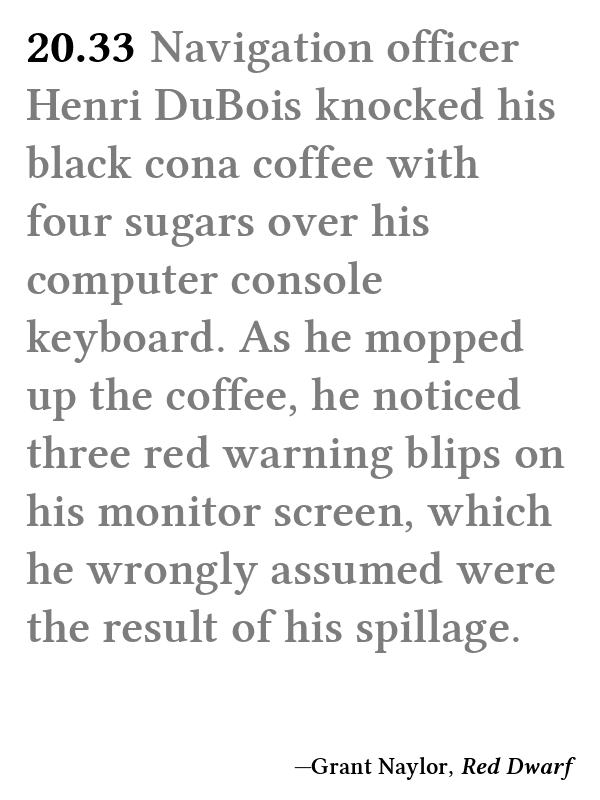 20.33 Navigation officer
Henri DuBois knocked his
black cona coffee with
four sugars over his
computer console
keyboard. As he mopped
up the coffee, he noticed
three red warning blips on
his monitor screen, which
he wrongly assumed were
the result of his spillage.
—Grant Naylor, Red Dwarf